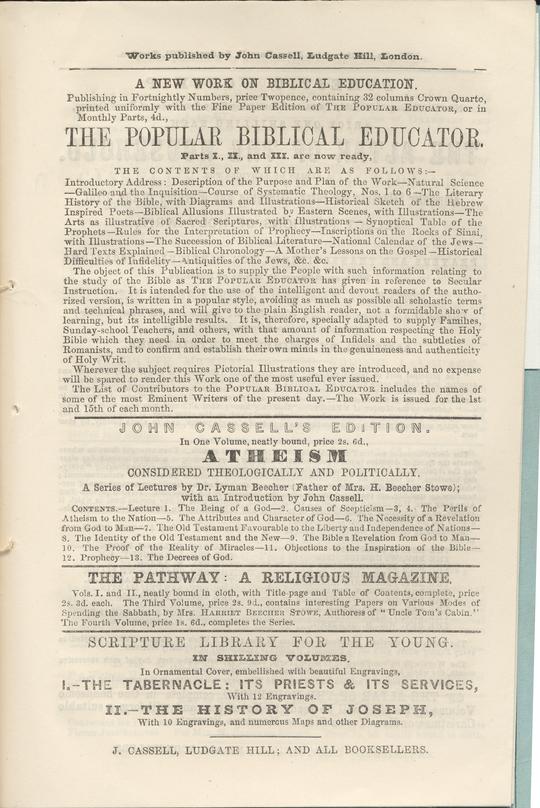 Works published by John Cassell, Ludgate Hill, London.
A NEW WORK ON BIBLICAL EDUCATION.
Publishing in Fortnightly Numbers, price Twopence, containing 32 columns Crown Quarto,
printed uniformly with the Fine Paper Edition of THE POPULAR EDUCATOR, or in
Monthly Parts, 4d.,
THE POPULAR BIBLICAL EDUCATOR.
Parts I., II., and III. are now ready,
THE CONTENTS OF WHICH ARE AS FOLLOWS:—
Introductory Address: Description of the Purpose and Plan of the Work—Natural Science
—Galileo and the Inquisition—Course of Systematic Theology, Nos. 1 to 6—The Literary
History of the Bible, with Diagrams and Illustrations—Historical Sketch of the Hebrew
Inspired Poets—Biblical Allusions Illustrated by Eastern Scenes, with Illustrations—The
Arts as illustrative of Sacred Scriptures, with Illustrations—Synoptical Table of the
Prophets—Rules for the Interpretation of Prophecy—Inscriptions on the Rocks of Sinai,
with Illustrations—The Succession of Biblical Literature—National Calendar of the Jews—
Hard Texts Explained—Biblical Chronology—A Mother's Lessons on the Gospel—Historical
Difficulties of Infidelity—Antiquities of the Jews, &c. &c.
The object of this Publication is to supply the People with such information relating to
the study of the Bible as THE POPULAR EDUCATOR has given in reference to Secular
Instruction. It is intended for the use of the intelligent and devout readers of the autho-
rized version, is written in a popular style, avoiding as much as possible all scholastic terms
and technical phrases, and will give to the plain English reader, not a formidable show of
learning, but its intelligible results. It is, therefore, specially adapted to supply Families,
Sunday-school Teachers, and others, with that amount of information respecting the Holy
Bible which they need in order to meet the charges of Infidels and the subtleties of
Romanists, and to confirm and establish their own minds in the genuineness and authenticity
of Holy Writ.
Wherever the subject requires Pictorial Illustrations they are introduced, and no expense
will be spared to render this Work one of the most useful ever issued.
The List of Contributors to the POPULAR BIBLICAL EDUCATOR includes the names of
some of the most Eminent Writers of the present day.—The Work is issued for the 1st
and 15th of each month.
JOHN CASSELL'S EDITION.
In One Volume, neatly bound, price 2s. 6d.,
ATHEISM
CONSIDERED THEOLOGICALLY AND POLITICALLY.
A Series of Lectures by Dr. Lyman Beecher (Father of Mrs. H. Beecher Stowe);
with an Introduction by John Cassell.
CONTENTS.—Lecture 1. The Being of a God—2. Causes of Scepticism—3, 4. The Perils of
Atheism to the Nation—5. The Attributes and Character of God—6. The Necessity of a Revelation
from God to Man—7. The Old Testament Favourable to the Liberty and Independence of Nations—
8. The Identity of the Old Testament and the New—9. The Bible a Revelation from God to Man—
10. The Proof of the Reality of Miracles—11. Objections to the Inspiration of the Bible—
12. Prophecy—13. The Decrees of God.
THE PATHWAY: A RELIGIOUS MAGAZINE.
Vols. I. and II., neatly bound in cloth, with Title-page and Table of Contents, complete, price
2s. 3d. each. The Third Volume, price 2s. 9d., contains interesting Papers on Various Modes of
Spending the Sabbath, by Mrs. HARRIET BEECHER STOWE, Authoress of "Uncle Tom's Cabin."
The Fourth Volume, price 1s. 6d., completes the Series.
SCRIPTURE LIBRARY FOR THE YOUNG.
IN SHILLING VOLUMES,
In Ornamental Cover, embellished with beautiful Engravings,
I.—THE TABERNACLE: ITS PRIESTS & ITS SERVICES,
With 12 Engravings.
II.—THE HISTORY OF JOSEPH,
With 10 Engravings, and numerous Maps and other Diagrams.
J. CASSELL, LUDGATE HILL; AND ALL BOOKSELLERS.